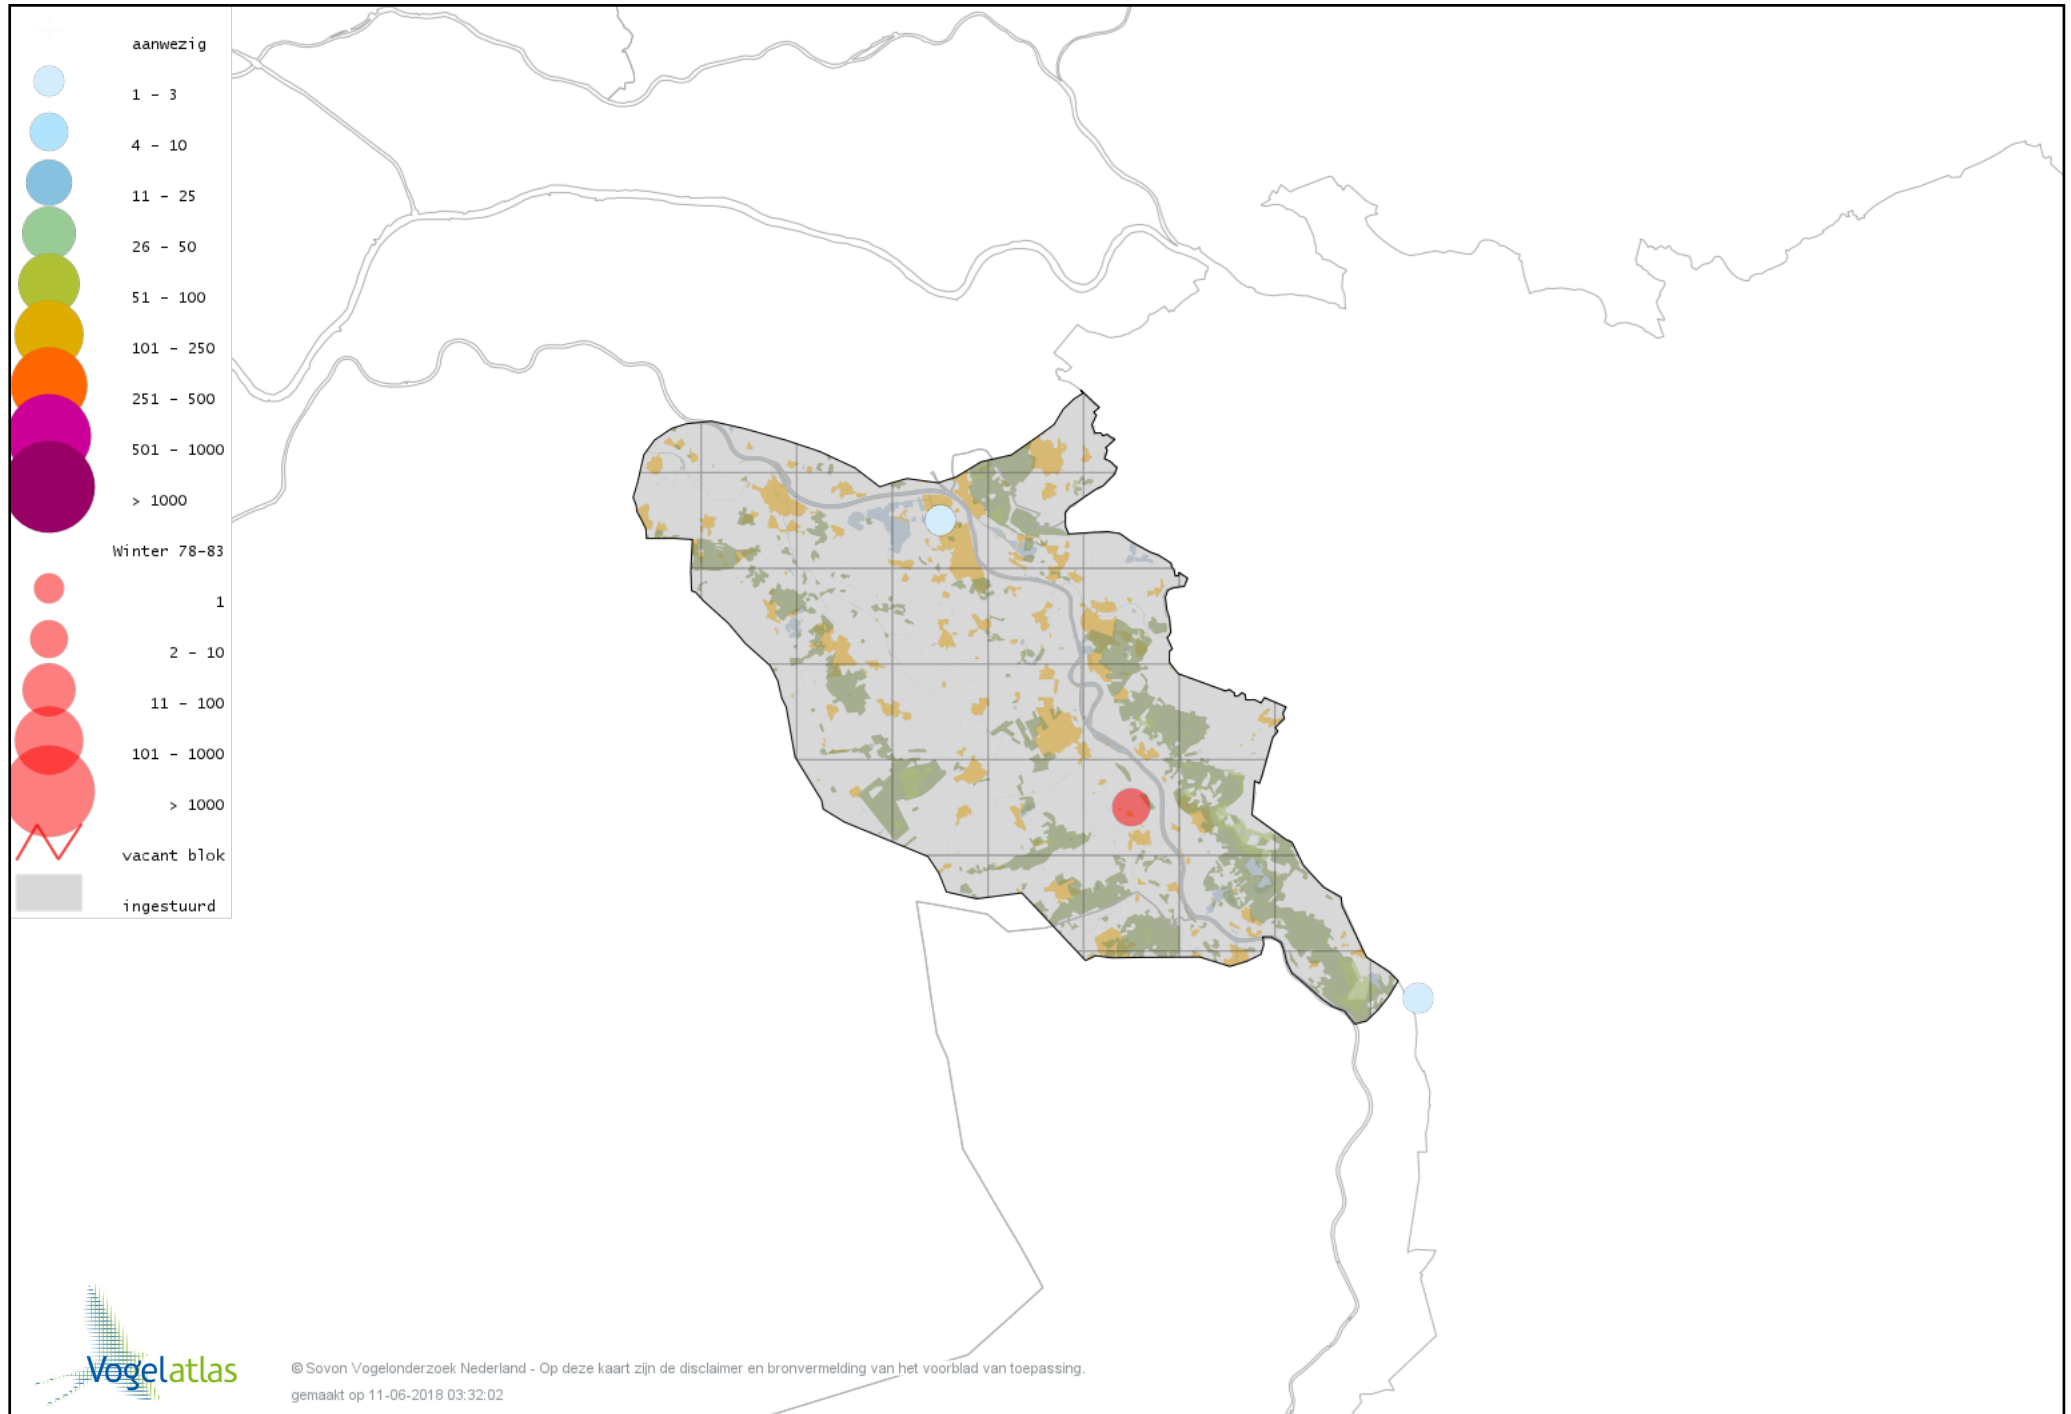 aanwezig
1 - 3
4 - 10
11 - 25
26 - 50
51 - 100
101 - 250
251 - 500
501 - 1000
> 1000
Winter 78-83
1
2 - 10
11 - 100
101 - 1000
> 1000
vacant blok
ingestuurd
Vogelatlas
© Sovon Vogelonderzoek Nederland - Op deze kaart zijn de disclaimer en bronvermelding van het voorblad van toepassing.
gemaakt op 11-06-2018 03:32:02